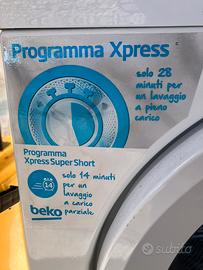 Programma Xpress
solo 28
minuti per
un lavaggio
a pieno
carico
Programma
Xpress Super Short
14
solo 14 minuti
per un
lavaggio
a carico
parziale
beko
subito